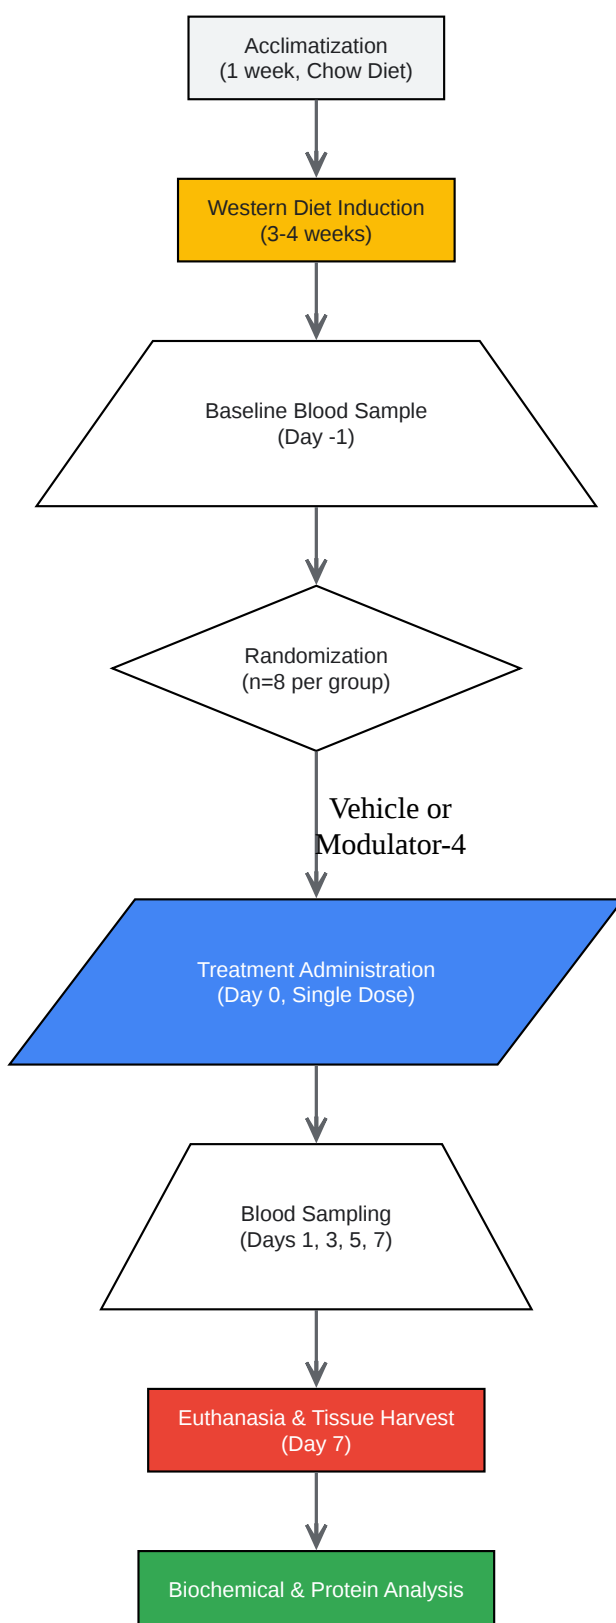 Acclimatization
(1 week, Chow Diet)
Western Diet Induction
(3-4 weeks)
Baseline Blood Sample
(Day -1)
Randomization
(n=8 per group)
Vehicle or
Modulator-4
Treatment Administration
(Day 0, Single Dose)
Blood Sampling
(Days 1, 3, 5, 7)
Euthanasia & Tissue Harvest
(Day 7)
Biochemical & Protein Analysis